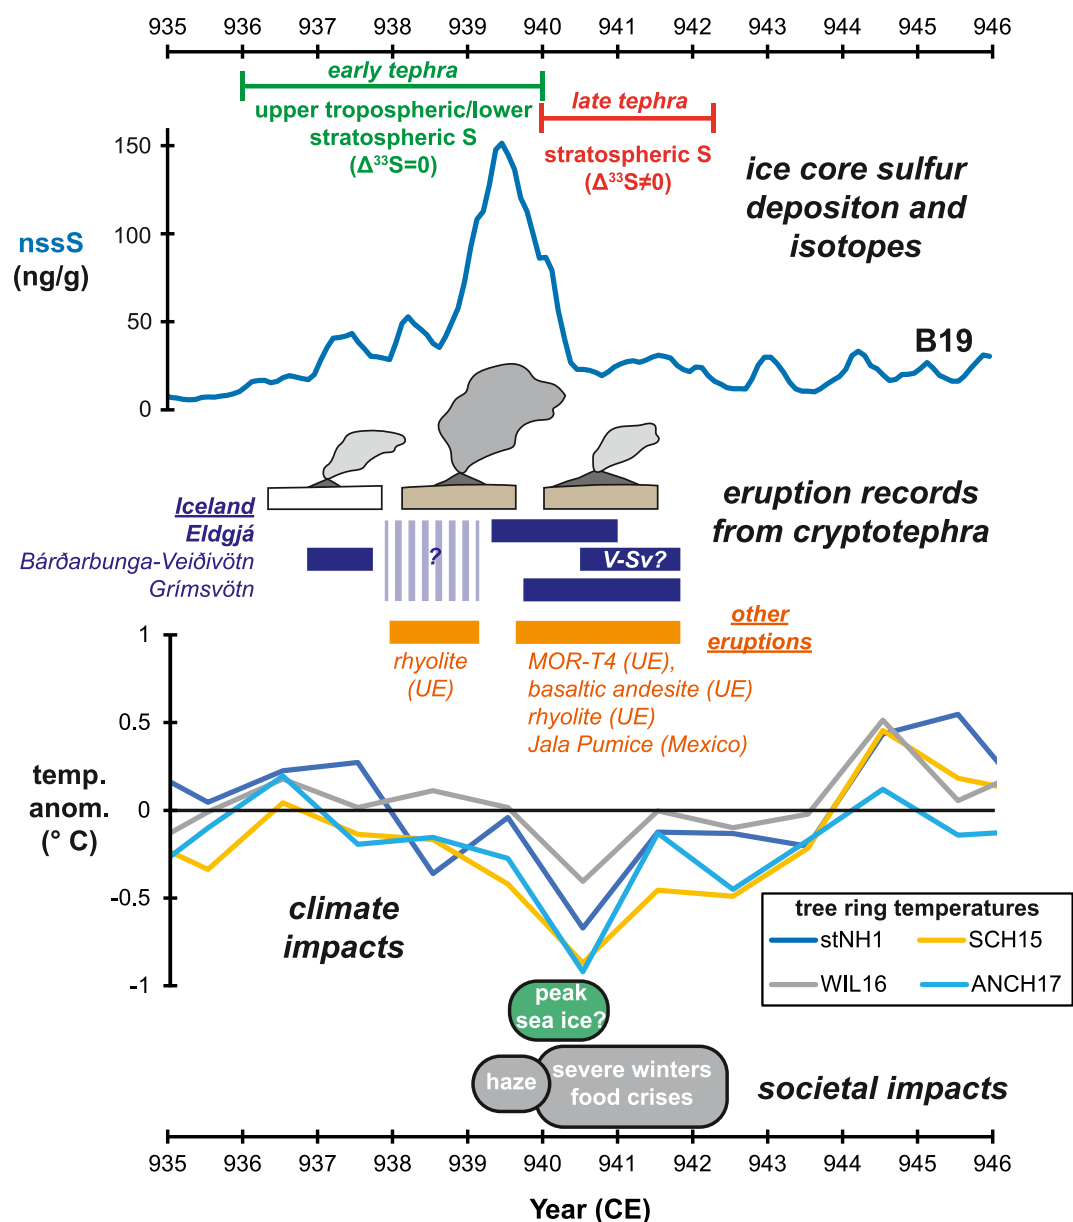 935 936 937 938 939 940 941 942 943 944 945 946
early tephra
upper tropospheric/lower
stratospheric S
(Δ³³S=0)
late tephra
stratospheric S
(Δ³³S≠0)
ice core sulfur
depositon and
isotopes
nssS
(ng/g)
150
100
50
0
B19
eruption records
from cryptotephra
Iceland
Eldgjá
Bárðarbunga-Veiðivötn
Grímsvötn
?
V-Sv?
other
eruptions
rhyolite
(UE)
MOR-T4 (UE),
basaltic andesite (UE)
rhyolite (UE)
Jala Pumice (Mexico)
temp.
anom.
(° C)
1
0.5
0
-0.5
-1
climate
impacts
tree ring temperatures
stNH1 SCH15
WIL16 ANCH17
peak
sea ice?
haze
severe winters
food crises
societal impacts
935 936 937 938 939 940 941 942 943 944 945 946
Year (CE)